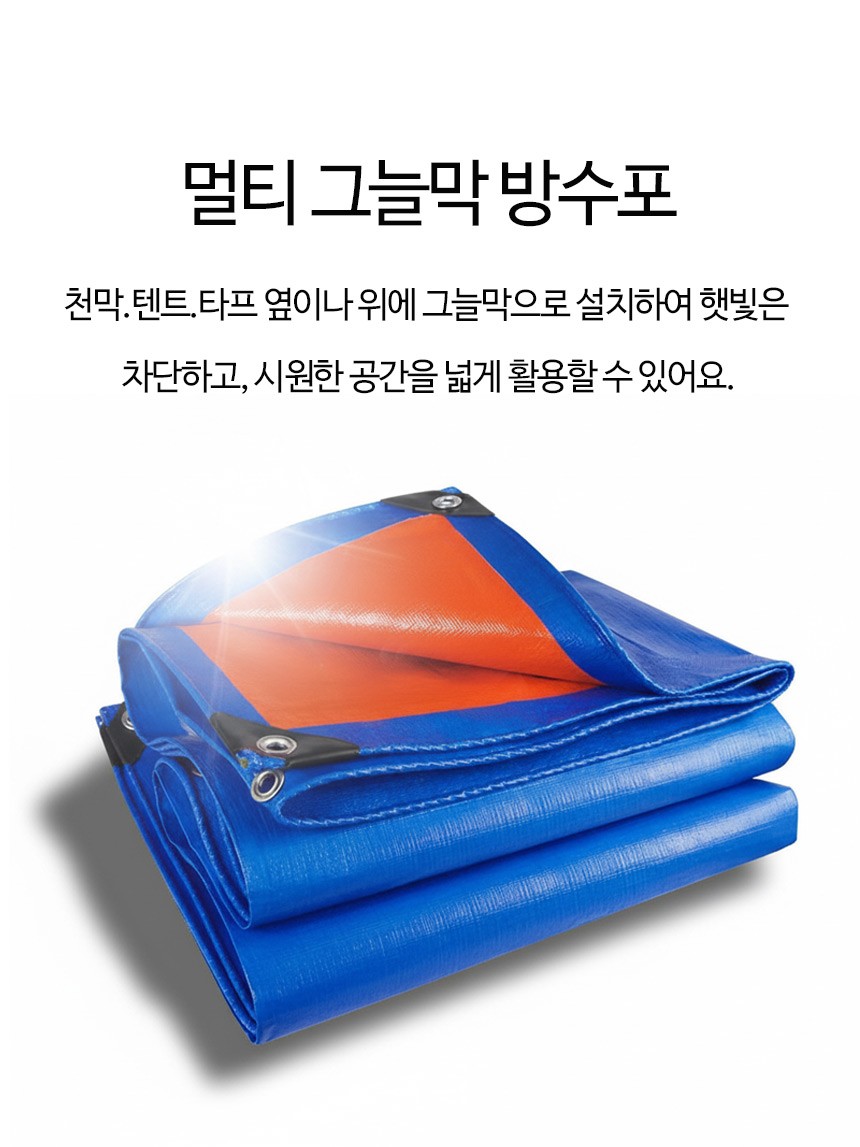 멀티 그늘막 방수포
천막.텐트.타프 옆이나 위에 그늘막으로 설치하여 햇빛은
차단하고, 시원한 공간을 넓게 활용할 수 있어요.